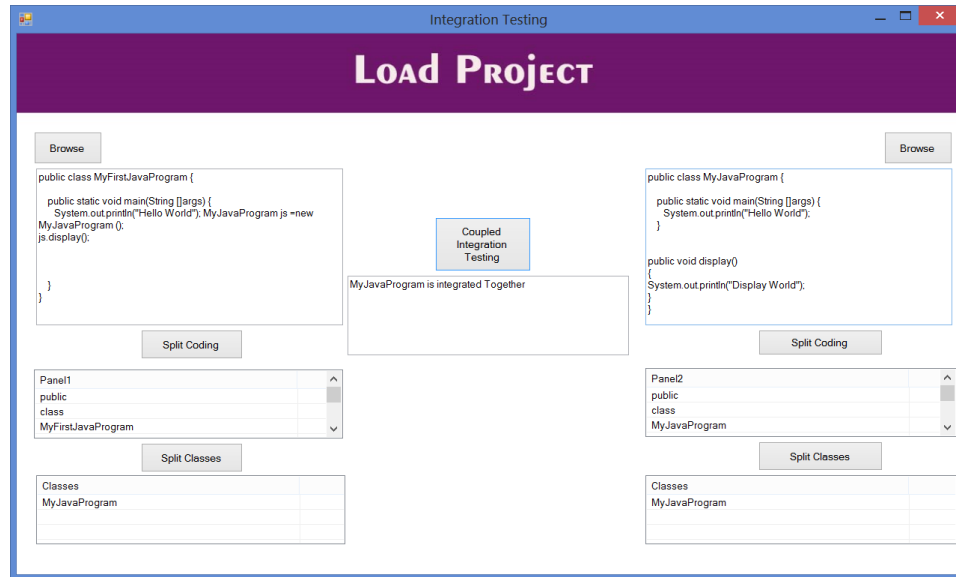 Integration Testing
Load Project
Browse
Browse
public class MyFirstJavaProgram {
public static void main(String []args) {
System.out.println("Hello World"); MyJavaProgram js =new
MyJavaProgram ();
js.display();
}
}
Coupled
Integration
Testing
MyJavaProgram is integrated Together
public class MyJavaProgram {
public static void main(String []args) {
System.out.println("Hello World");
}
public void display()
{
System.out.println("Display World");
}
}
Split Coding
Split Coding
Panel1
public
class
MyFirstJavaProgram
Panel2
public
class
MyJavaProgram
Split Classes
Split Classes
Classes
MyJavaProgram
Classes
MyJavaProgram